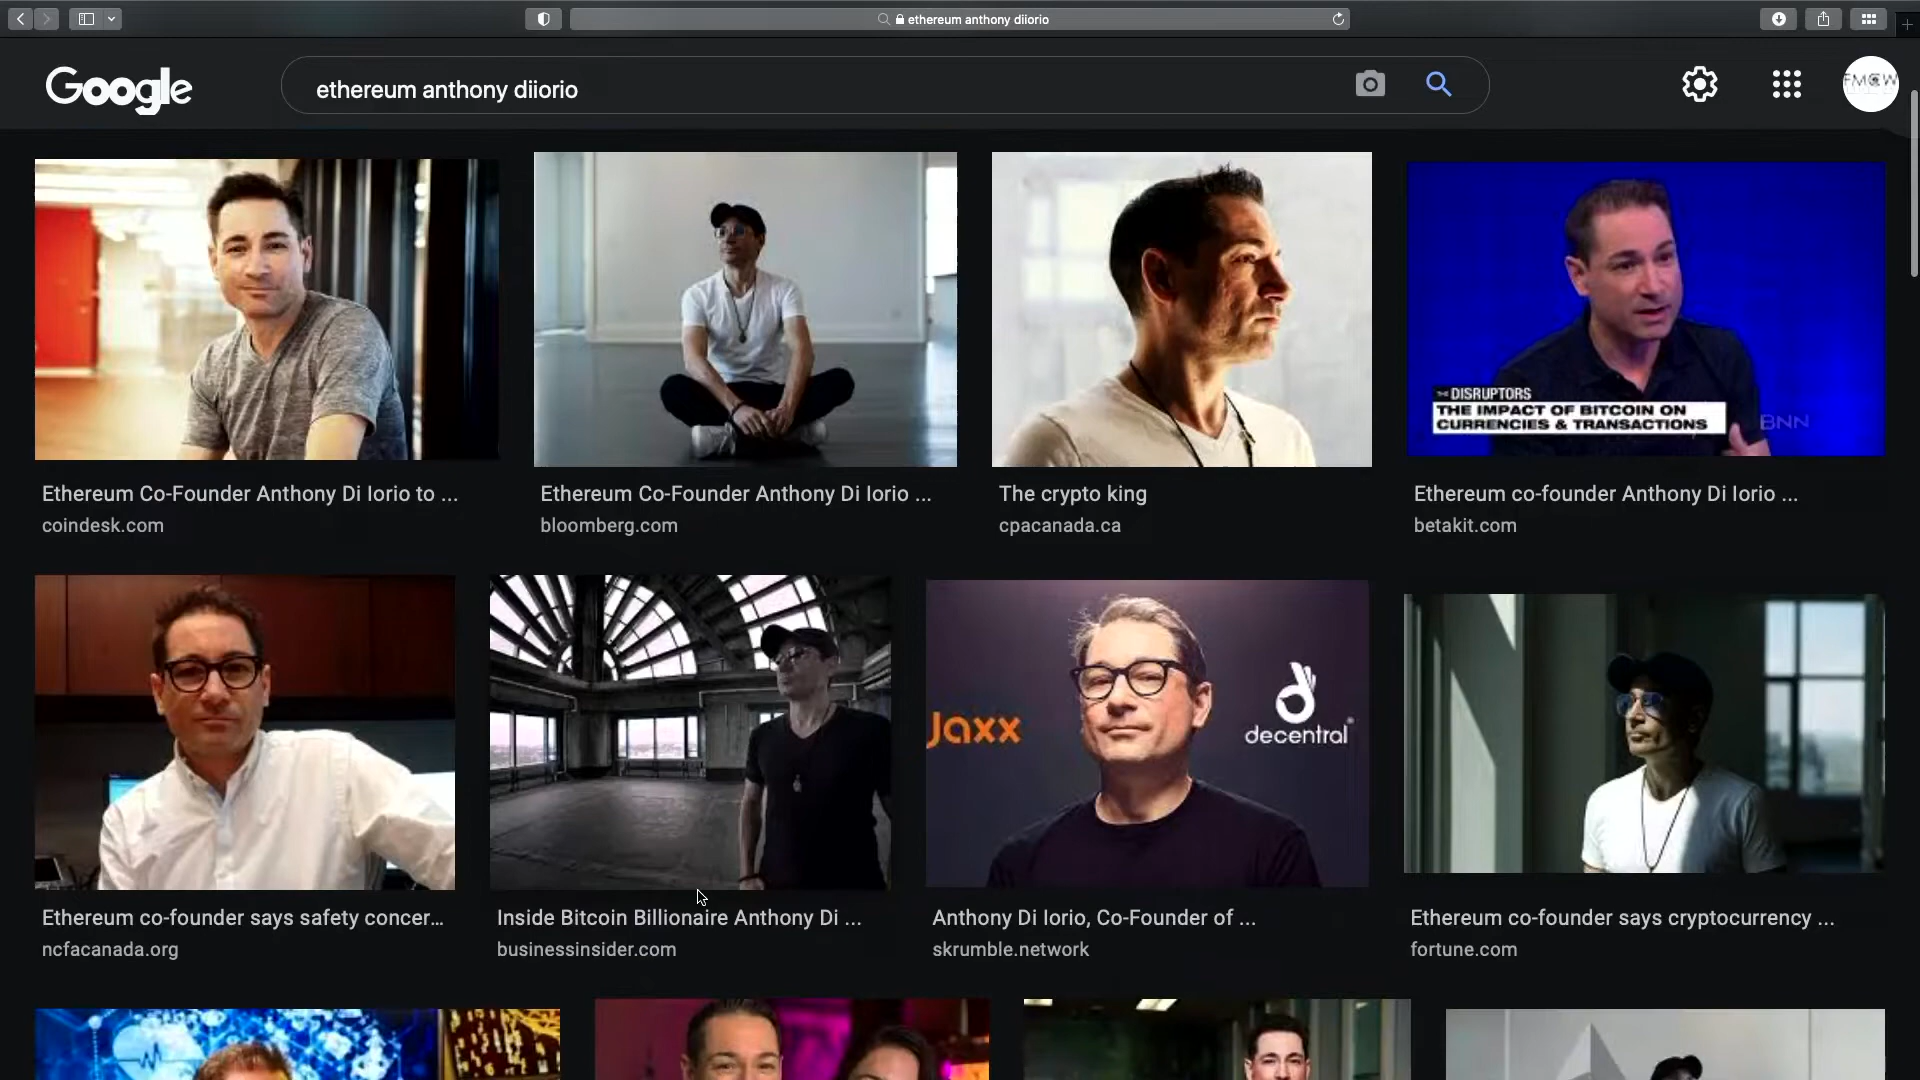 ethereum anthony diiorio
Google
ethereum anthony diiorio
FMCW
THE DISRUPTORS
THE IMPACT OF BITCOIN ON
CURRENCIES & TRANSACTIONS
BNN
Ethereum Co-Founder Anthony Di Iorio to ...
coindesk.com
Ethereum Co-Founder Anthony Di Iorio ...
bloomberg.com
The crypto king
cpacanada.ca
Ethereum co-founder Anthony Di Iorio ...
betakit.com
Jaxx
decentral
Ethereum co-founder says safety concer...
ncfacanada.org
Inside Bitcoin Billionaire Anthony Di ...
businessinsider.com
Anthony Di Iorio, Co-Founder of ...
skrumble.network
Ethereum co-founder says cryptocurrency ...
fortune.com